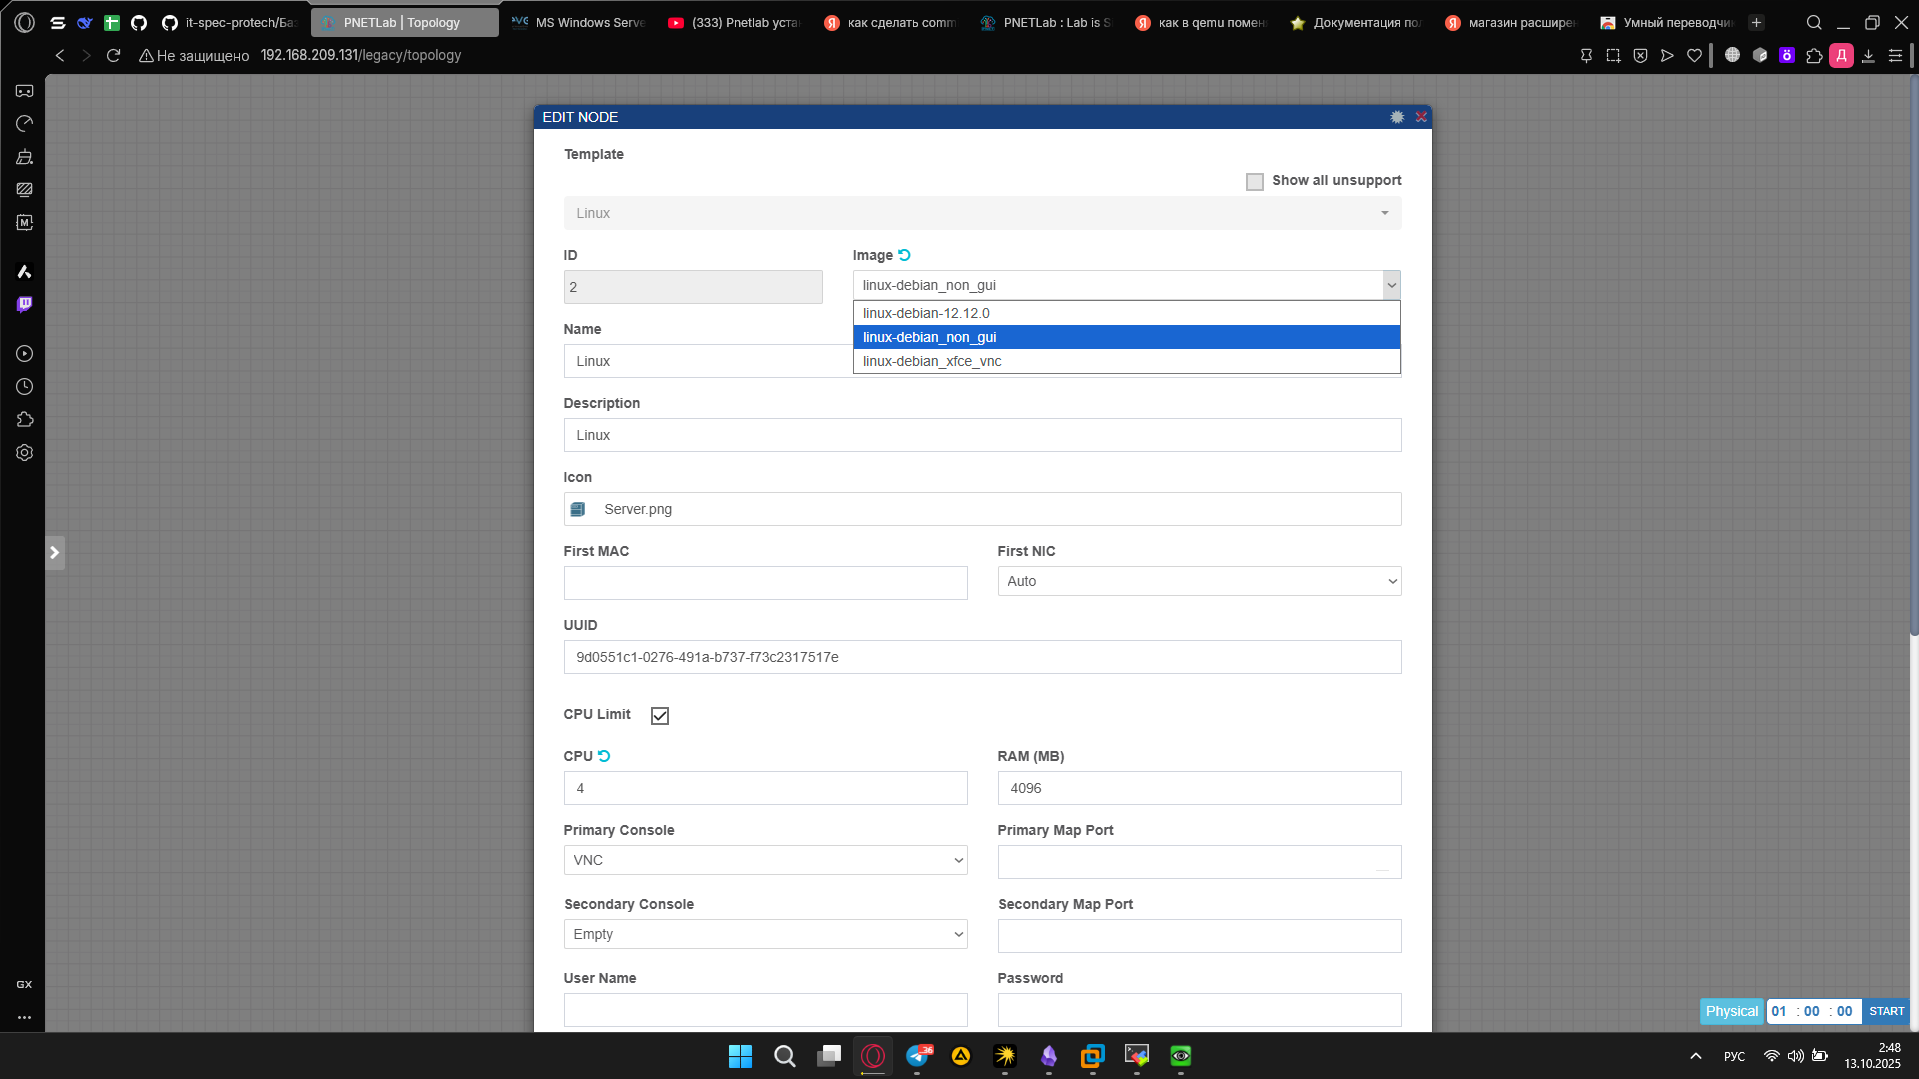 it-spec-protech/Ба
PNETLab | Topology
MS Windows Serve
(333) Pnetlab уста
как сделать comm
PNETLab : Lab is S
как в qemu помен
Документация по
магазин расширен
Умный переводчи
Не защищено 192.168.209.131/legacy/topology
Д
EDIT NODE
Template
Show all unsupport
Linux
ID
Image
2
linux-debian_non_gui
linux-debian-12.12.0
linux-debian_non_gui
linux-debian_xfce_vnc
Name
Linux
Description
Linux
Icon
Server.png
First MAC
First NIC
Auto
UUID
9d0551c1-0276-491a-b737-f73c2317517e
CPU Limit
CPU
RAM (MB)
4
4096
Primary Console
Primary Map Port
VNC
Secondary Console
Secondary Map Port
Empty
User Name
Password
GX
Physical
01 : 00 : 00
START
36
РУС
2:48
13.10.2025